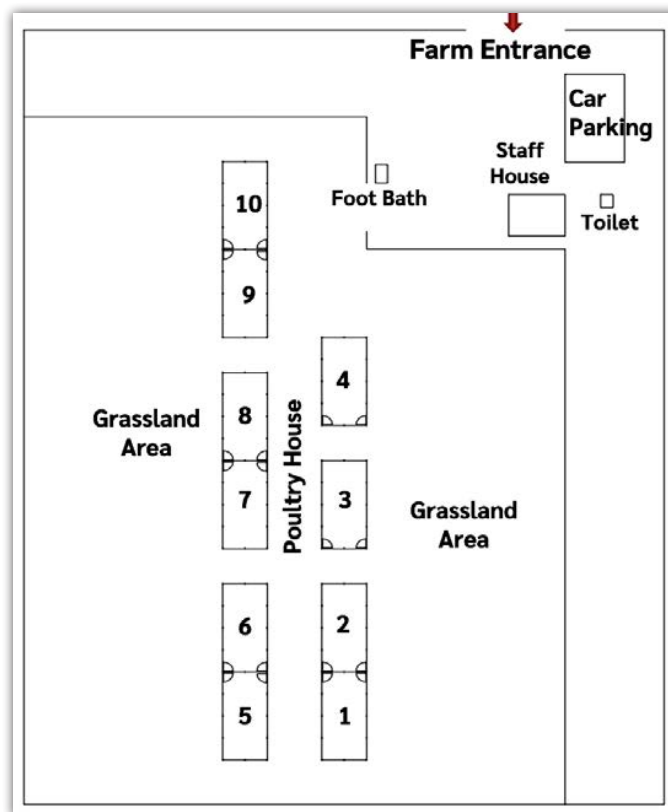 Farm Entrance
Car
Parking
Staff
House
Foot Bath
Toilet
10
9
4
8
Grassland
Area
Poultry House
7
3
Grassland
Area
6
2
5
1